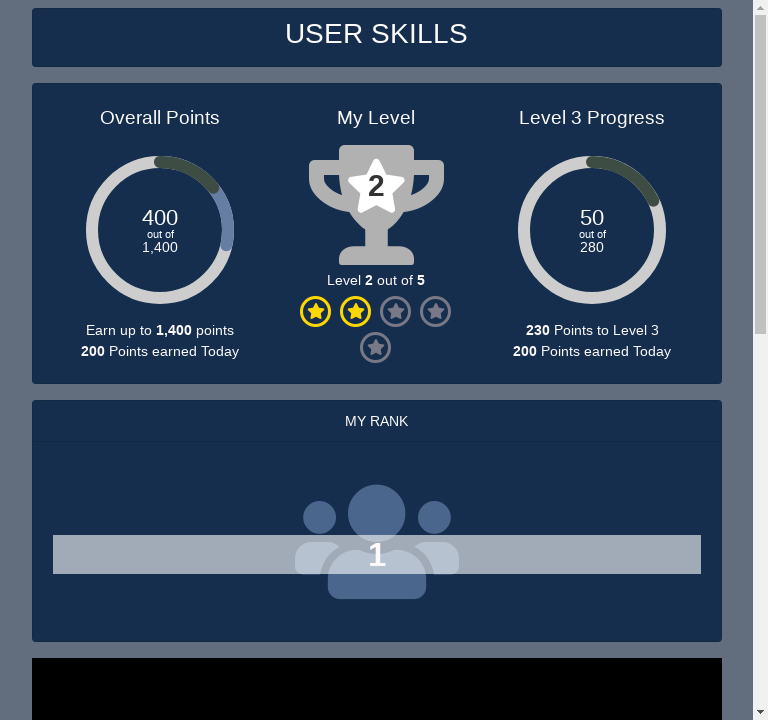 USER SKILLS
Overall Points
400
out of
1,400
Earn up to 1,400 points
200 Points earned Today
My Level
2
Level 2 out of 5
Level 3 Progress
50
out of
280
230 Points to Level 3
200 Points earned Today
MY RANK
1